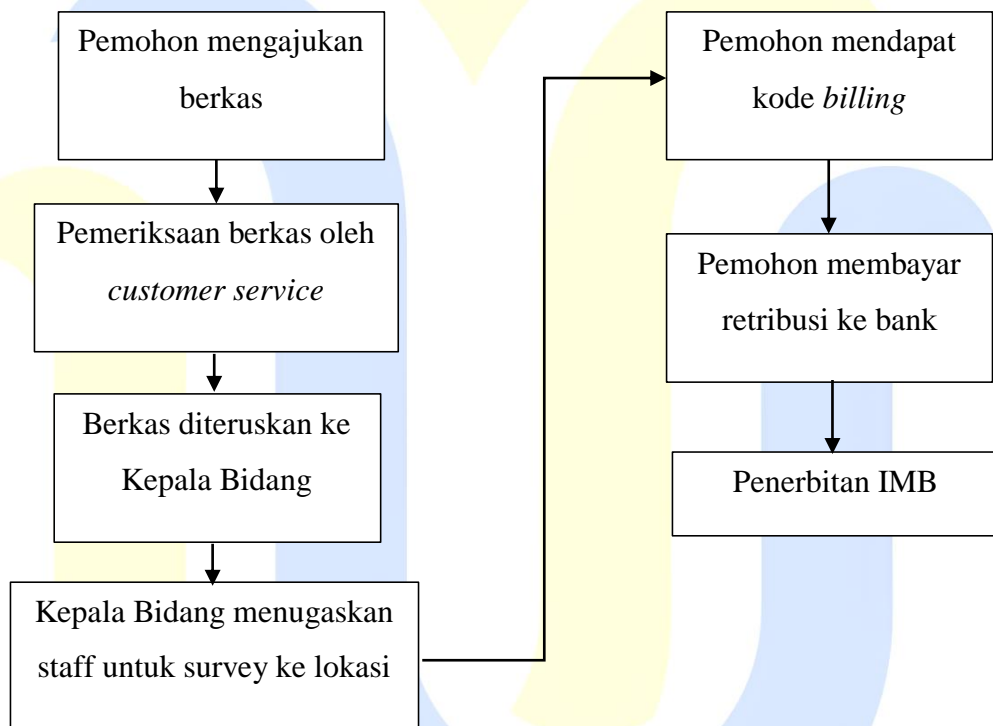 Pemohon mengajukan
berkas
Pemeriksaan berkas oleh
customer service
Berkas diteruskan ke
Kepala Bidang
Kepala Bidang menugaskan
staff untuk survey ke lokasi
Pemohon mendapat
kode billing
Pemohon membayar
retribusi ke bank
Penerbitan IMB